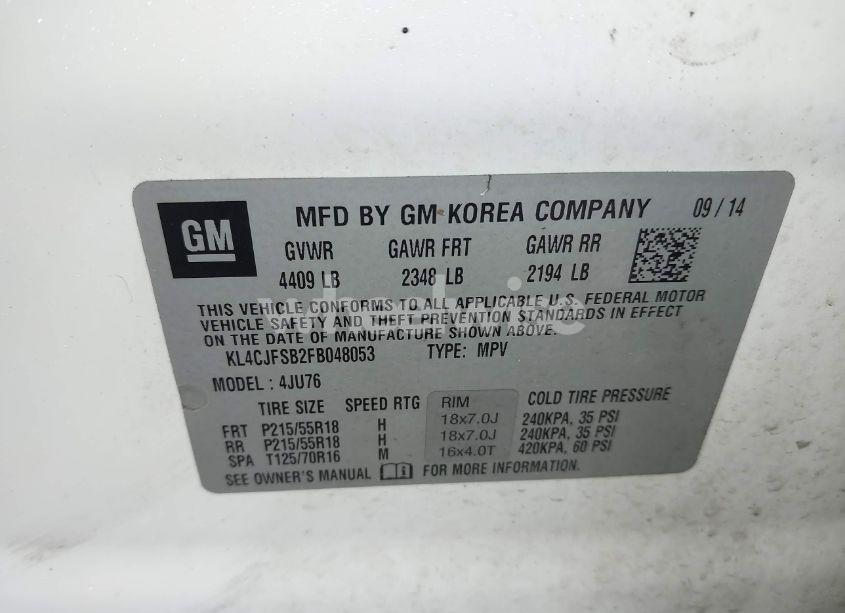 GM
MFD BY GM KOREA COMPANY 09 / 14
GVWR GAWR FRT GAWR RR
4409 LB 2348 LB 2194 LB
THIS VEHICLE CONFORMS TO ALL APPLICABLE U.S. FEDERAL MOTOR
VEHICLE SAFETY AND THEFT PREVENTION STANDARDS IN EFFECT
ON THE DATE OF MANUFACTURE SHOWN ABOVE.
KL4CJFSB2FB048053 TYPE: MPV
MODEL : 4JU76
TIRE SIZE SPEED RTG RIM COLD TIRE PRESSURE
FRT P215/55R18 H 18x7.0J 240KPA, 35 PSI
RR P215/55R18 H 18x7.0J 240KPA, 35 PSI
SPA T125/70R16 M 16x4.0T 420KPA, 60 PSI
SEE OWNER'S MANUAL FOR MORE INFORMATION.